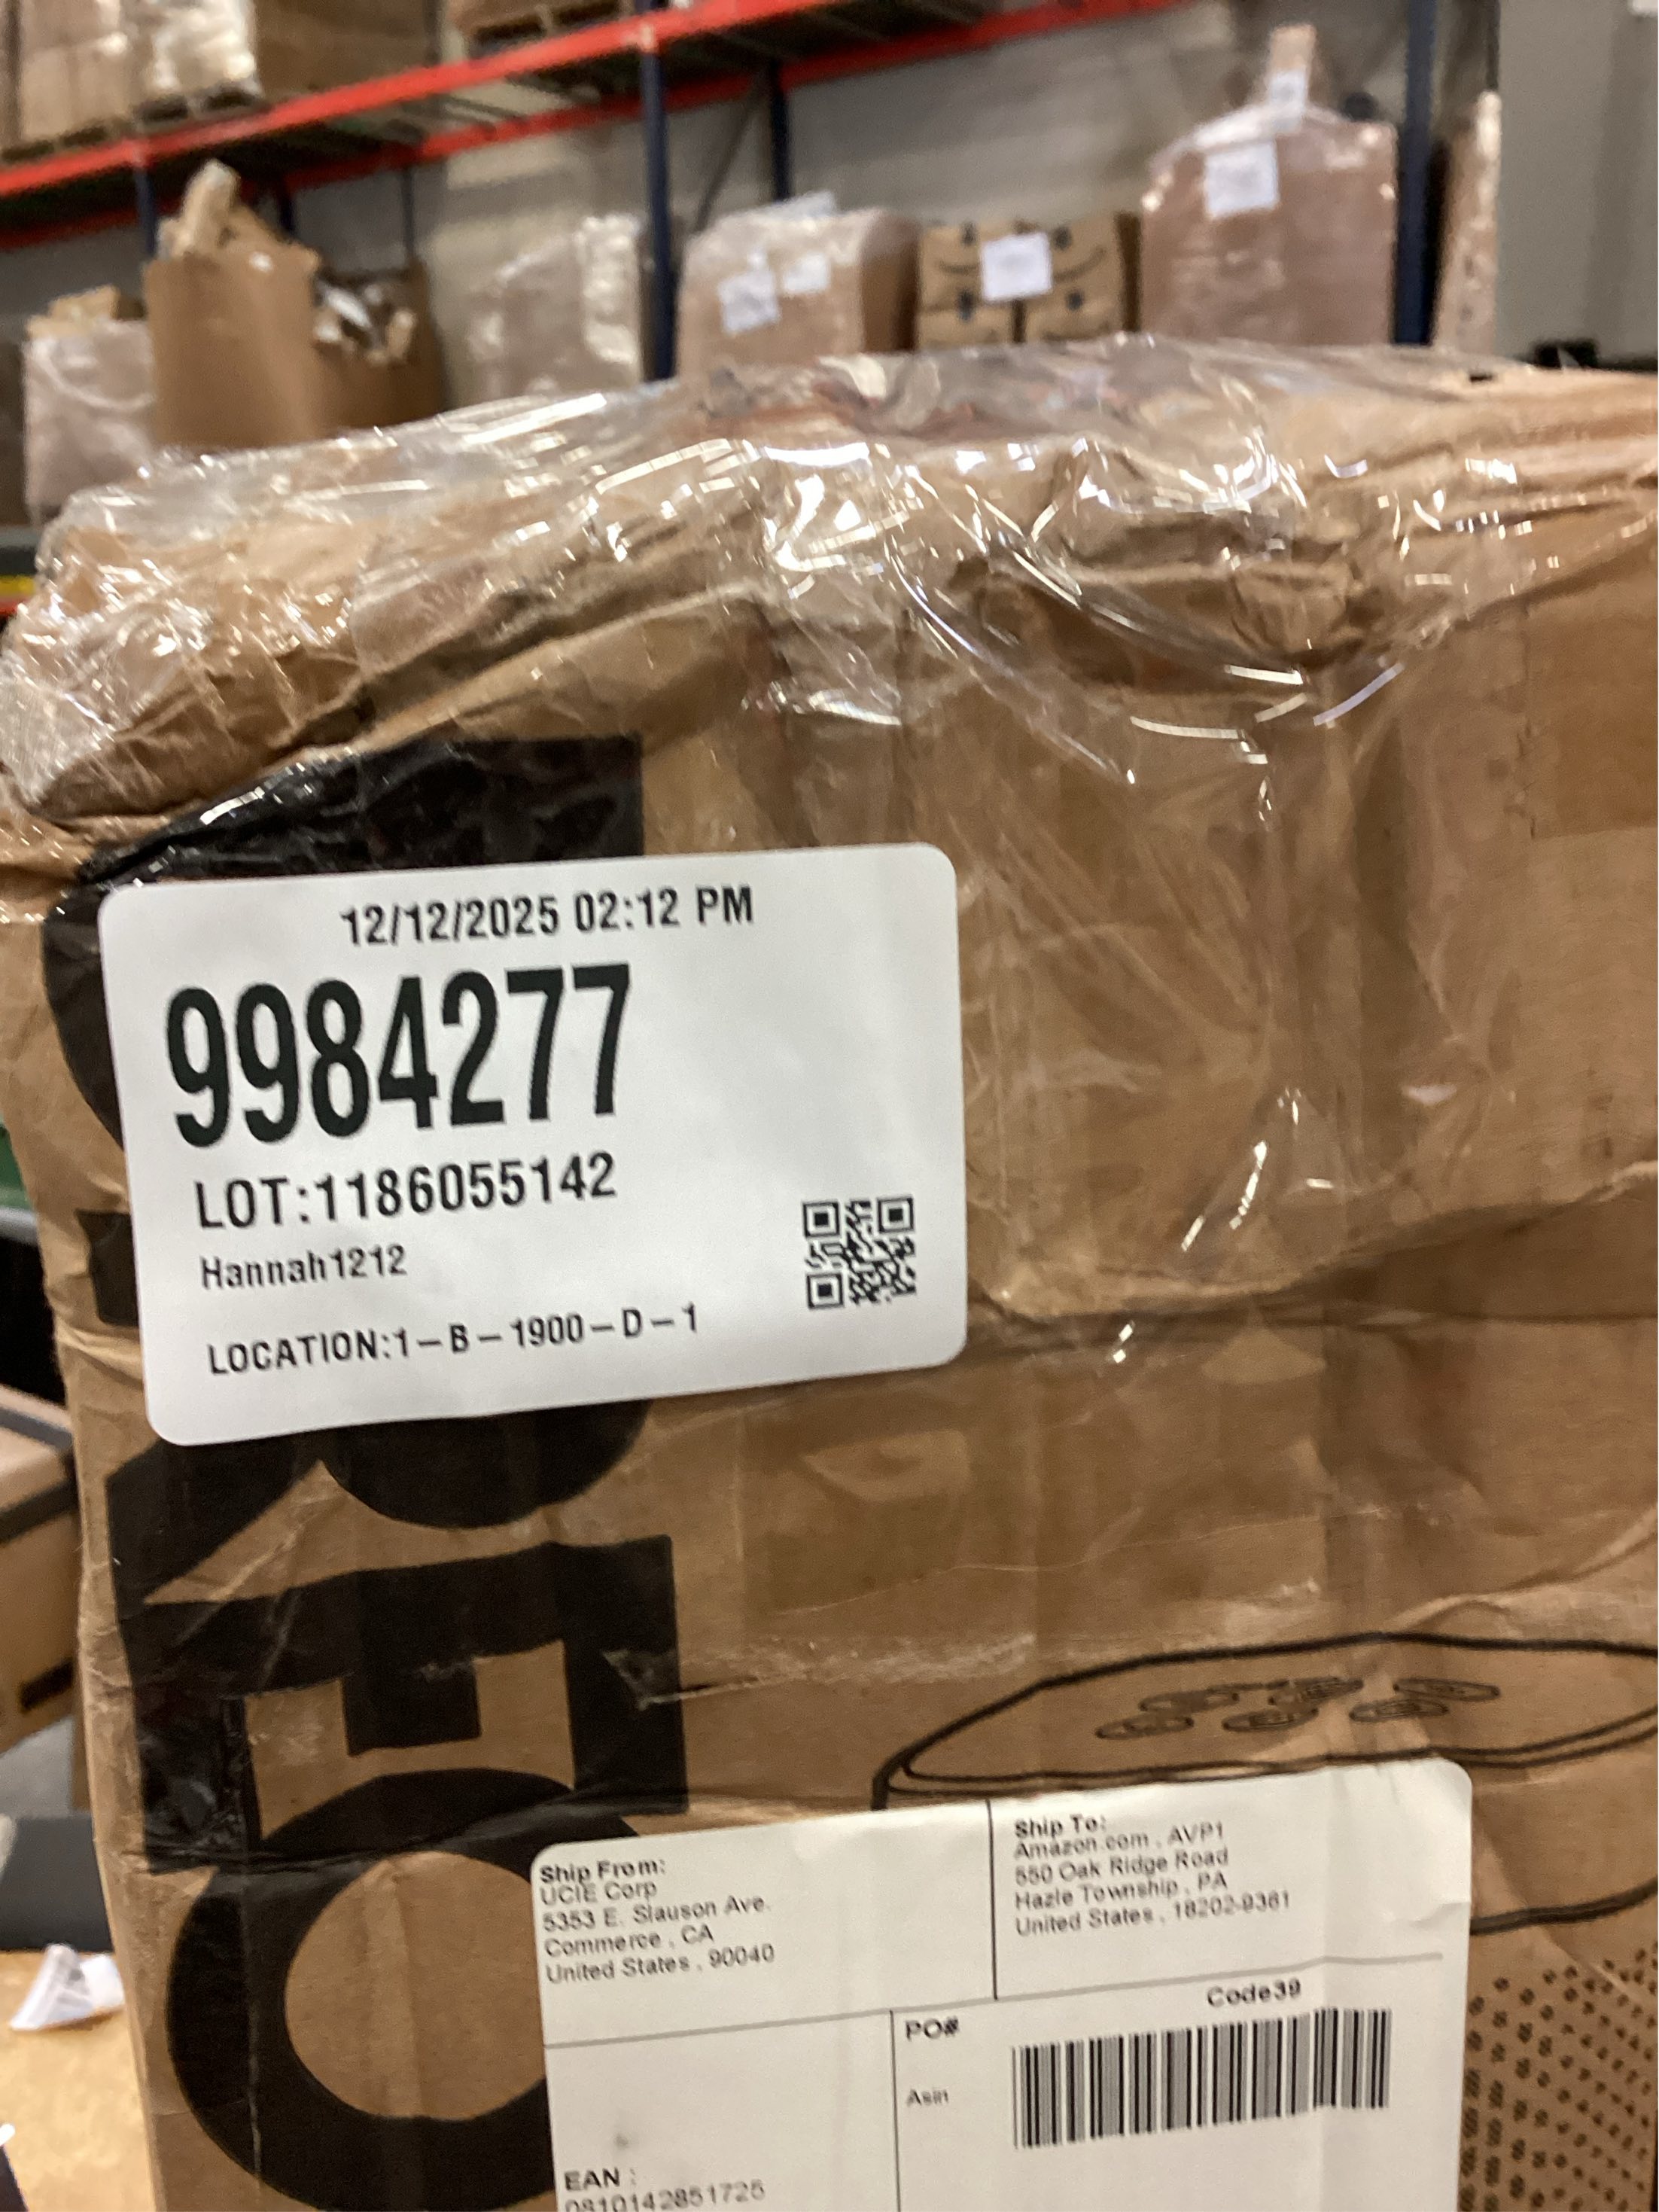 12/12/2025 02:12 PM
9984277
LOT:1186055142
Hannah1212
LOCATION:1-B-1900-D-1
Ship From:
UCIE Corp
5353 E. Slauson Ave.
Commerce , CA
United States , 90040
Ship To:
Amazon.com , AVP1
550 Oak Ridge Road
Hazle Township , PA
United States , 18202-9361
Code39
PO#
Asin
EAN :
0810142851725